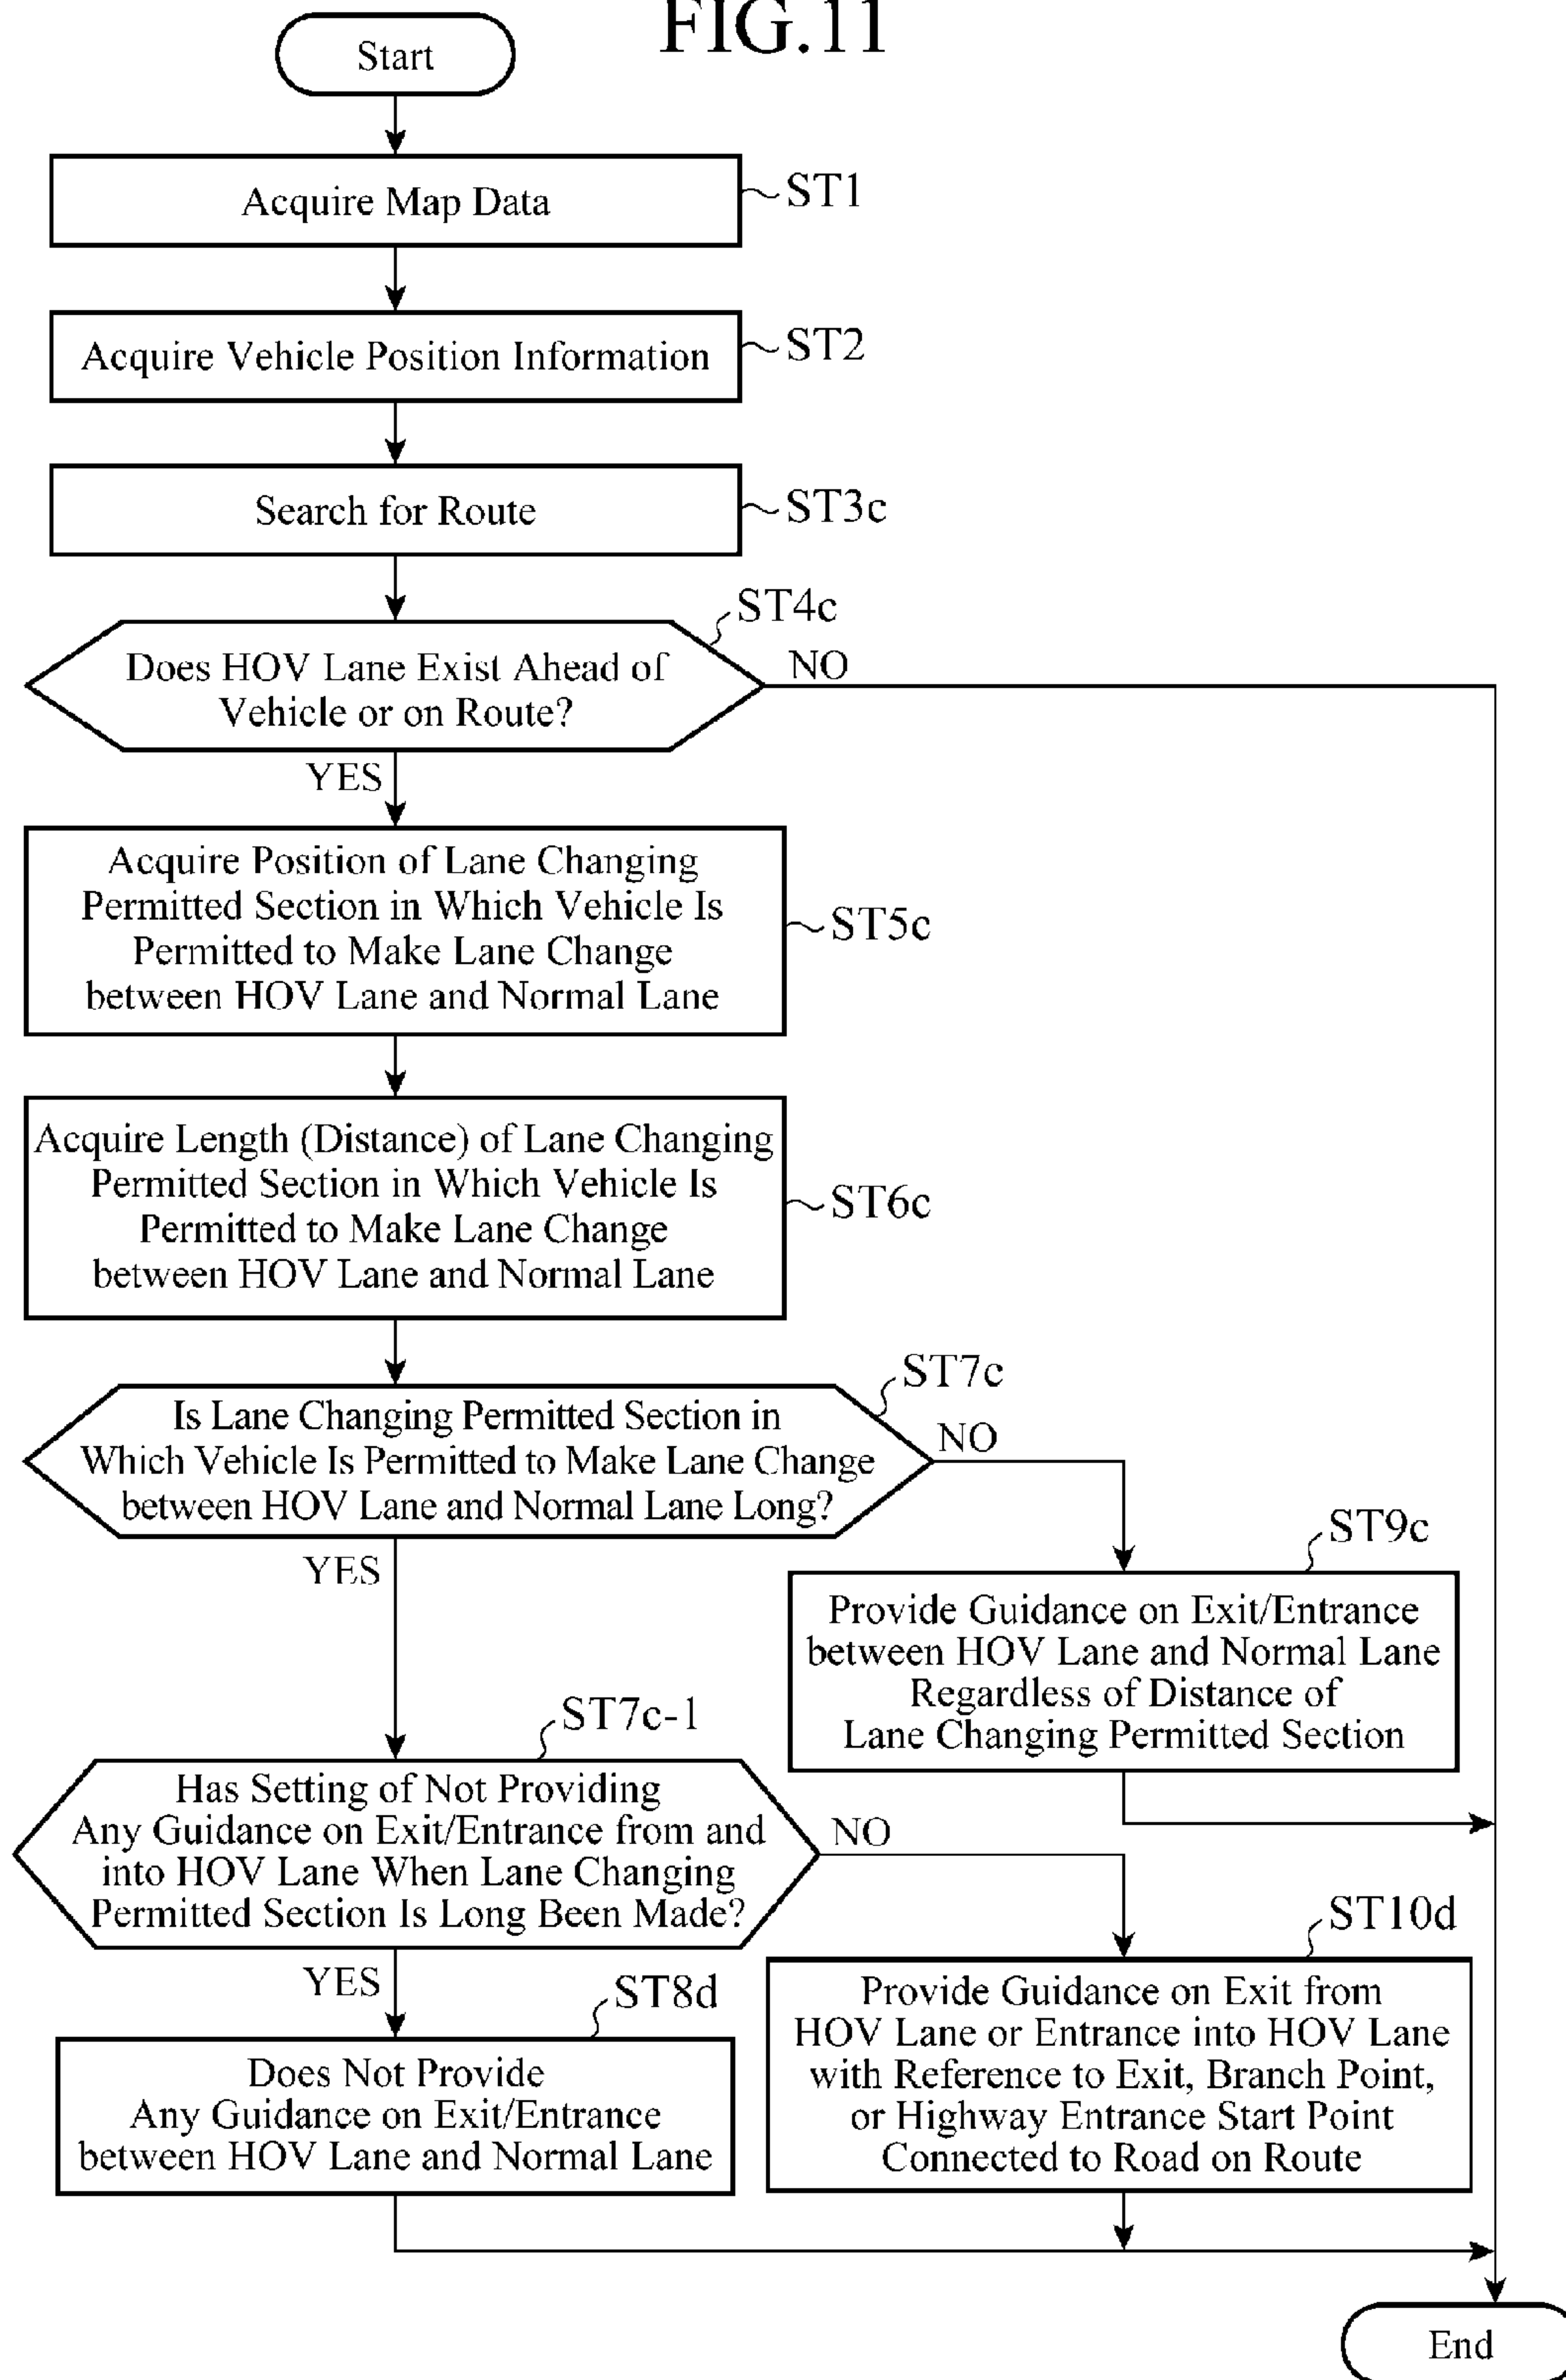 FIG.11
Start
Acquire Map Data
ST1
Acquire Vehicle Position Information
ST2
Search for Route
ST3c
ST4c
Does HOV Lane Exist Ahead of
Vehicle or on Route?
NO
YES
Acquire Position of Lane Changing
Permitted Section in Which Vehicle Is
Permitted to Make Lane Change
between HOV Lane and Normal Lane
ST5c
Acquire Length (Distance) of Lane Changing
Permitted Section in Which Vehicle Is
Permitted to Make Lane Change
between HOV Lane and Normal Lane
ST6c
ST7c
Is Lane Changing Permitted Section in
Which Vehicle Is Permitted to Make Lane Change
between HOV Lane and Normal Lane Long?
NO
YES
ST9c
Provide Guidance on Exit/Entrance
between HOV Lane and Normal Lane
Regardless of Distance of
Lane Changing Permitted Section
ST7c-1
Has Setting of Not Providing
Any Guidance on Exit/Entrance from and
into HOV Lane When Lane Changing
Permitted Section Is Long Been Made?
NO
YES
ST10d
Provide Guidance on Exit from
HOV Lane or Entrance into HOV Lane
with Reference to Exit, Branch Point,
or Highway Entrance Start Point
Connected to Road on Route
ST8d
Does Not Provide
Any Guidance on Exit/Entrance
between HOV Lane and Normal Lane
End